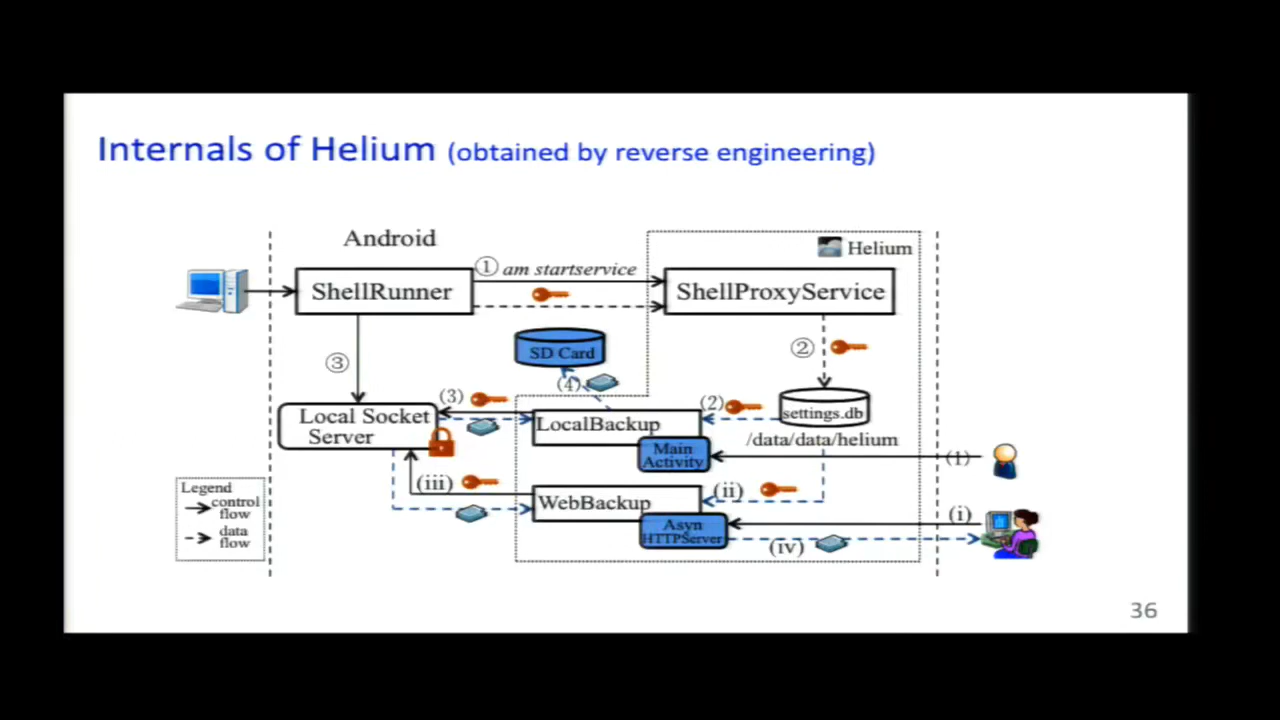 Internals of Helium (obtained by reverse engineering)
Android
Helium
① am startservice
ShellRunner
ShellProxyService
②
③
SD Card
(4)
(3)
(2)
settings.db
Local Socket
Server
LocalBackup
/data/data/helium
Main
Activity
(1)
(iii)
(ii)
Legend
control
flow
data
flow
WebBackup
(i)
Asyn
HTTPServer
(iv)
36